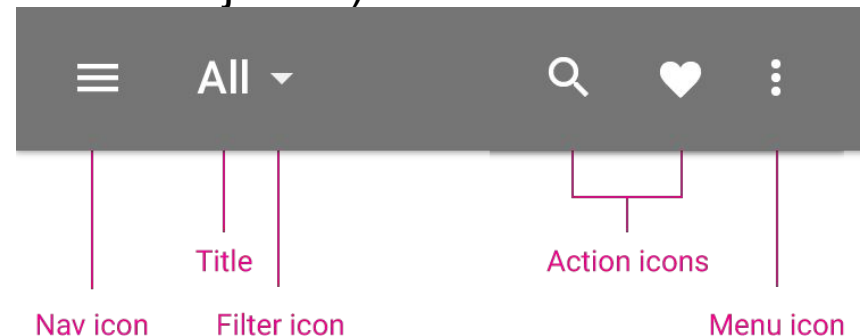 All
Title
Action icons
Nav icon
Filter icon
Menu icon